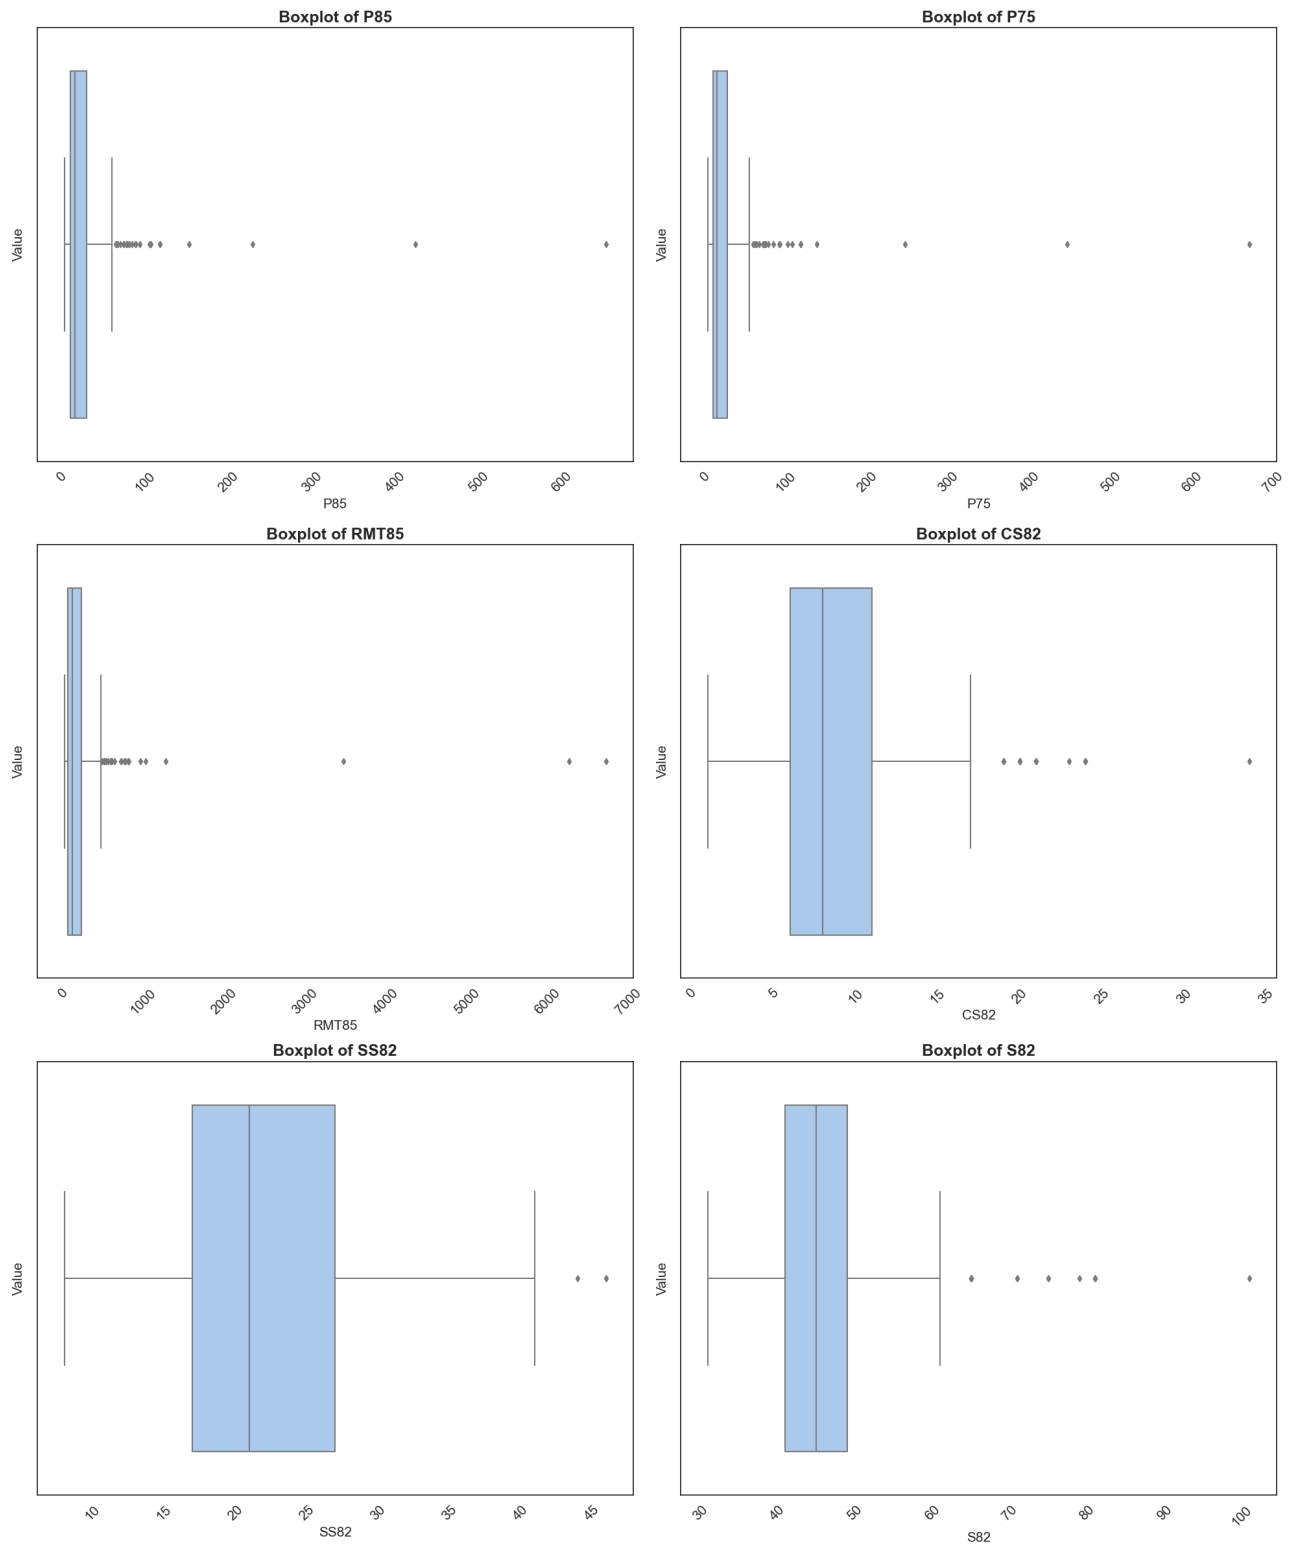 Boxplot of P85
Value
0 100 200 300 400 500 600
P85
Boxplot of P75
Value
0 100 200 300 400 500 600 700
P75
Boxplot of RMT85
Value
0 1000 2000 3000 4000 5000 6000 7000
RMT85
Boxplot of CS82
Value
0 5 10 15 20 25 30 35
CS82
Boxplot of SS82
Value
10 15 20 25 30 35 40 45
SS82
Boxplot of S82
Value
30 40 50 60 70 80 90 100
S82